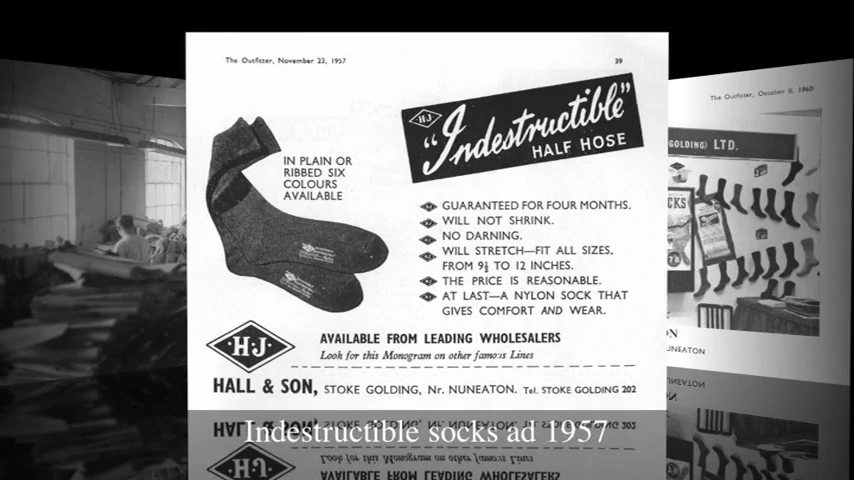 The Outfitter, November 23, 1957
29
H·J·
"Indestructible"
HALF HOSE
IN PLAIN OR
RIBBED SIX
COLOURS
AVAILABLE
GUARANTEED FOR FOUR MONTHS.
WILL NOT SHRINK.
NO DARNING.
WILL STRETCH—FIT ALL SIZES,
FROM 9½ TO 12 INCHES.
THE PRICE IS REASONABLE.
AT LAST—A NYLON SOCK THAT
GIVES COMFORT AND WEAR.
·H·J·
AVAILABLE FROM LEADING WHOLESALERS
Look for this Monogram on other famous Lines
HALL & SON, STOKE GOLDING, Nr. NUNEATON. Tel. STOKE GOLDING 202
Indestructible socks ad 1957
The Outfitter, October 8, 1960
GOLDING) LTD.
CKS
ON
NUNEATON